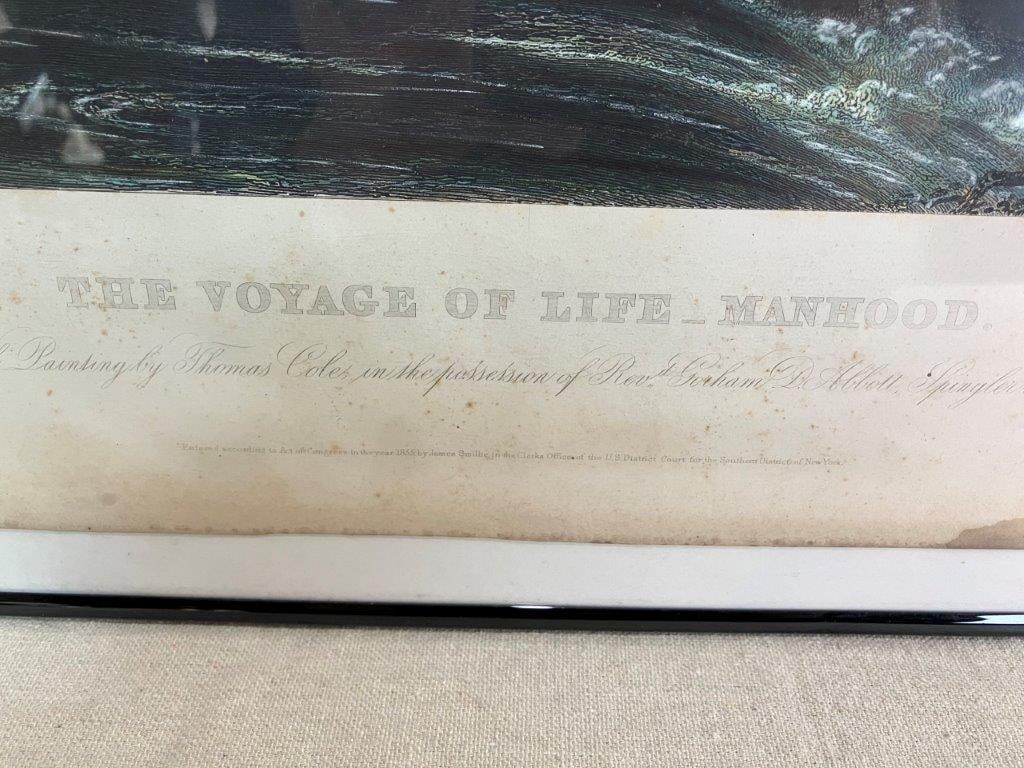 THE VOYAGE OF LIFE _ MANHOOD.
Painting by Thomas Cole, in the possession of Revd. Gorham D. Abbott, Spingler
Entered according to Act of Congress in the year 1855 by James Smillie, in the Clerks Office, of the U.S. District Court for the Southern District of New York.